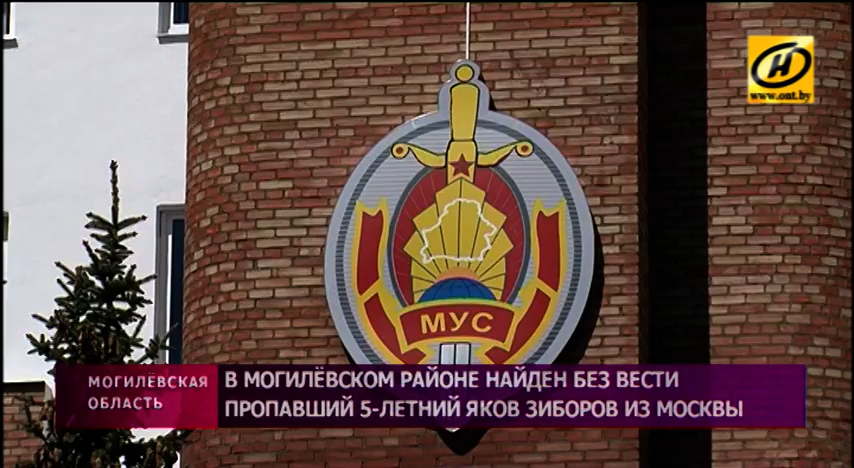 www.ont.by
МУС
МОГИЛЁВСКАЯ
ОБЛАСТЬ
В МОГИЛЁВСКОМ РАЙОНЕ НАЙДЕН БЕЗ ВЕСТИ
ПРОПАВШИЙ 5-ЛЕТНИЙ ЯКОВ ЗИБОРОВ ИЗ МОСКВЫ